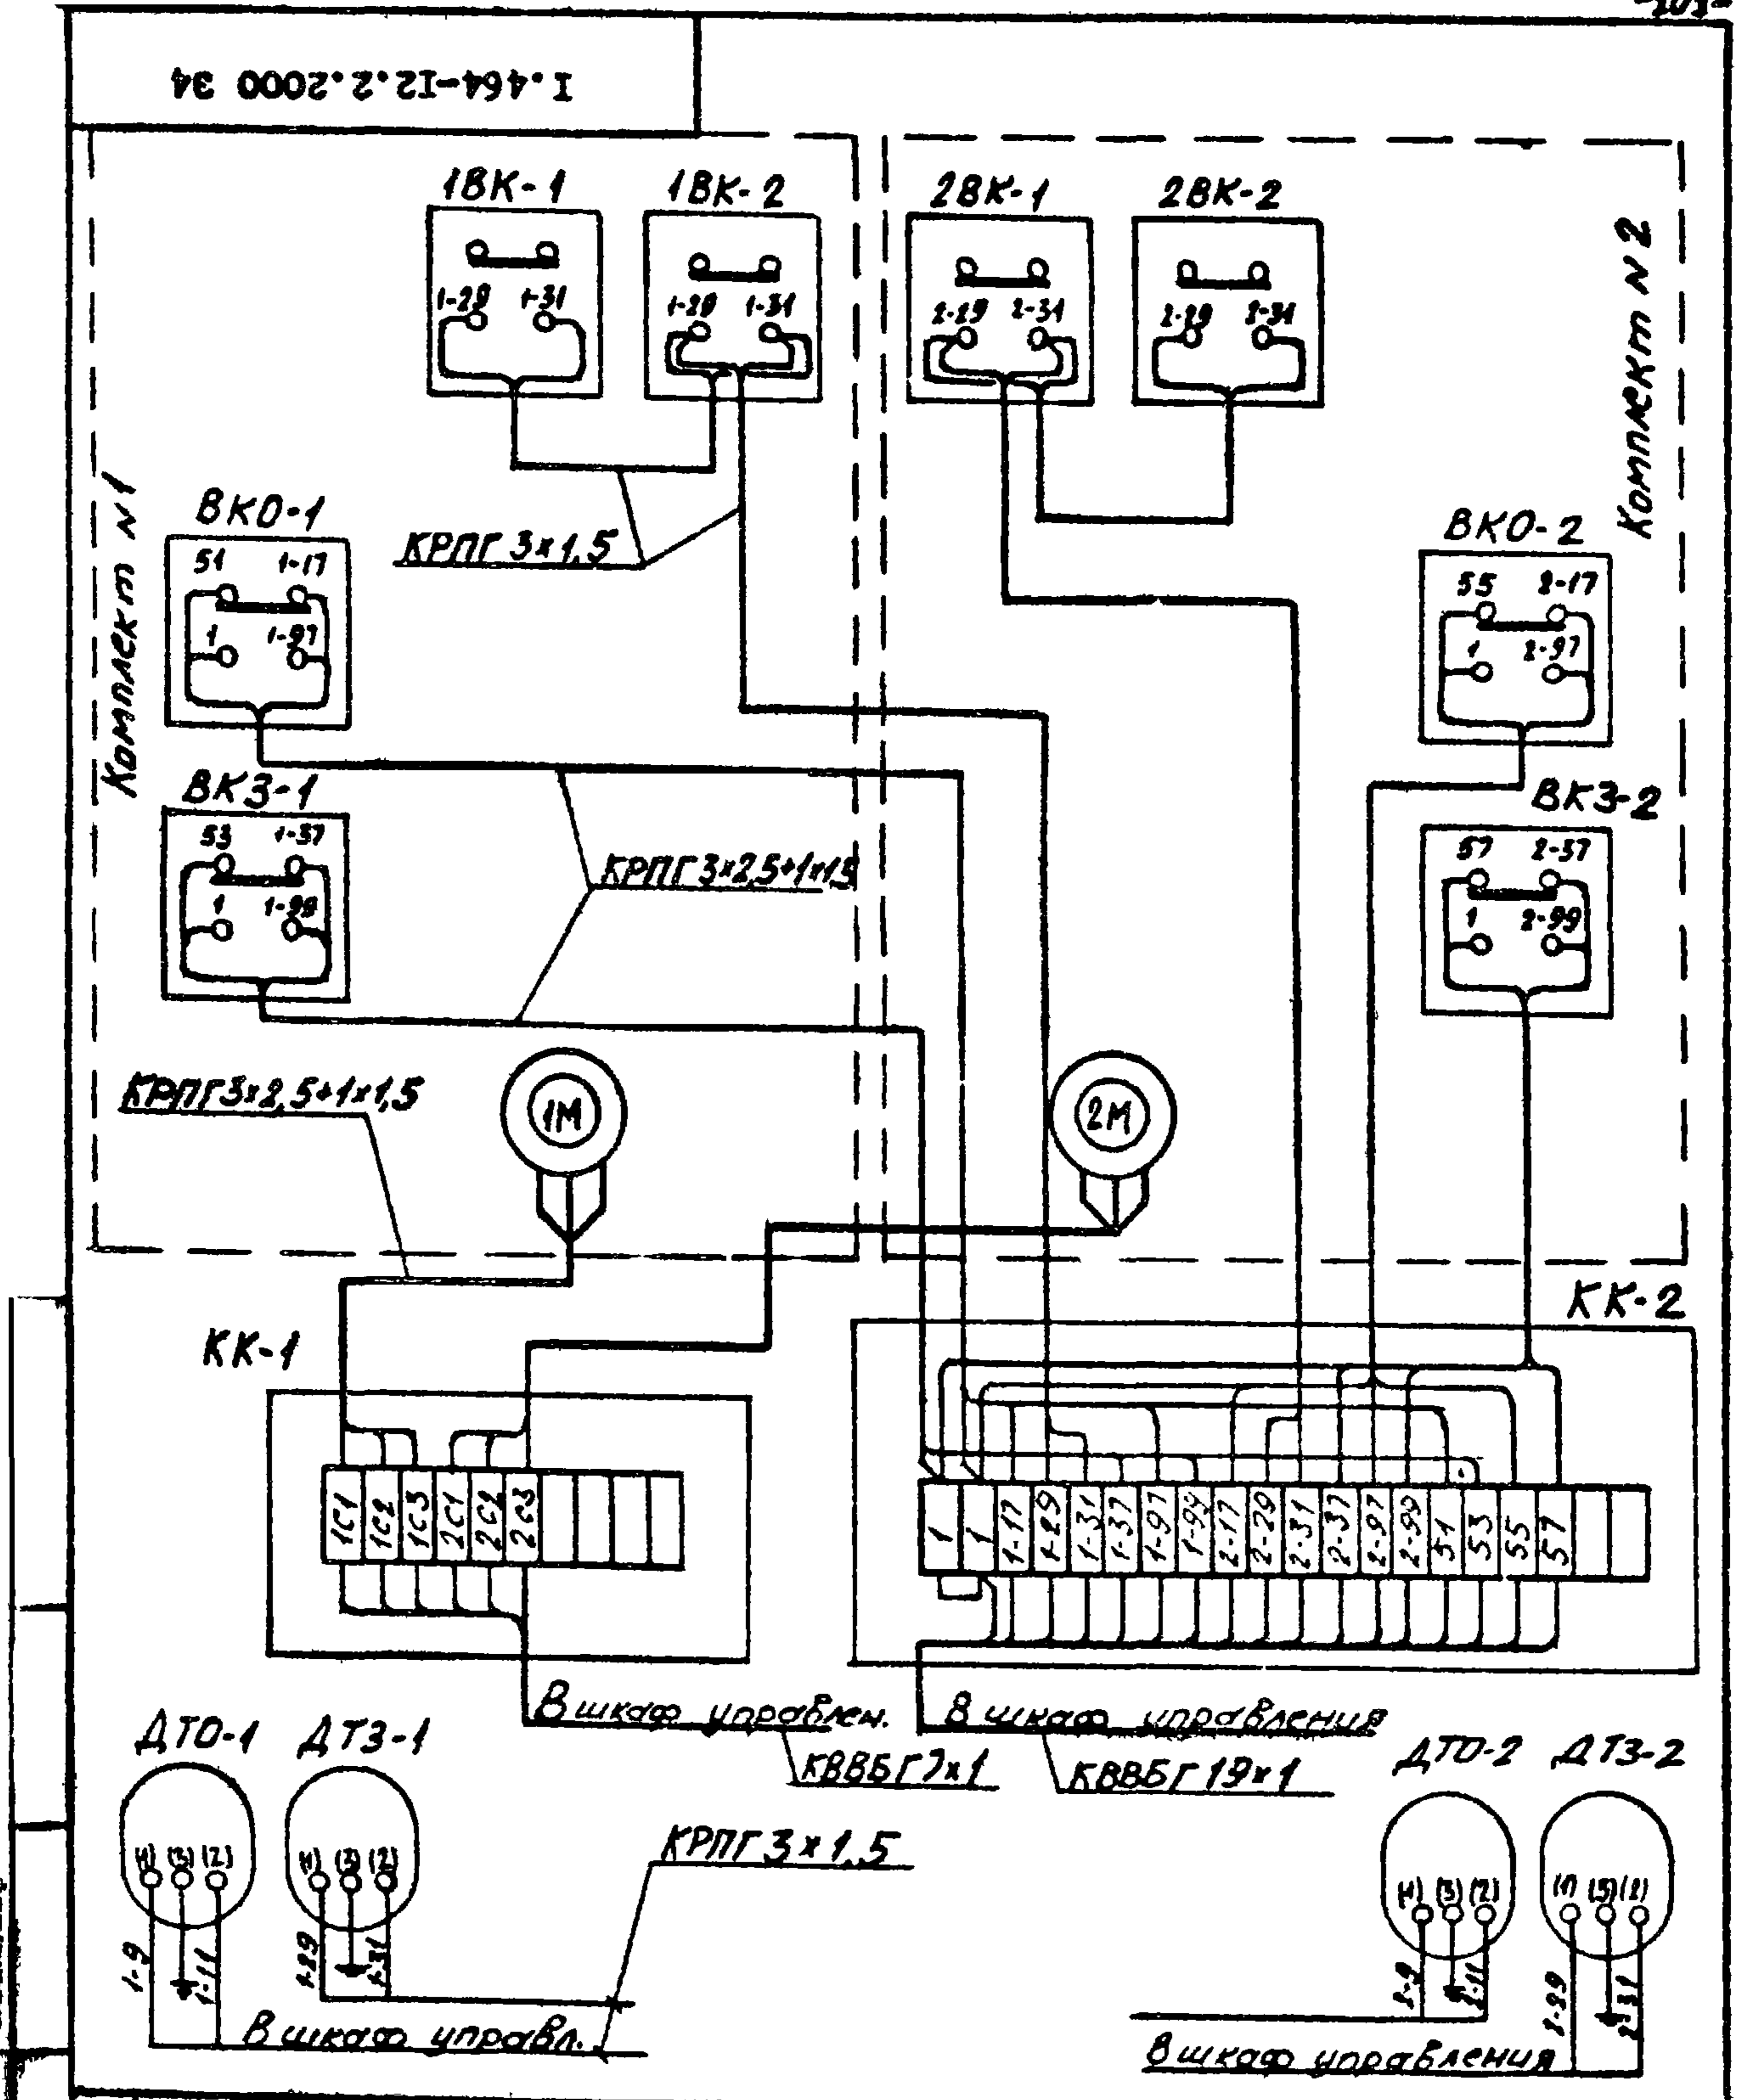 -101-
1.464-12.2.2000 34
1ВК-1
1ВК-2
2ВК-1
2ВК-2
1-29 1-31
1-29 1-31
2-29 2-31
2-29 2-31
Комплект N1
Комплект N2
КРПГ 3×1,5
ВКО-1
51 1-17
1 1-97
ВКО-2
55 2-17
1 2-97
ВКЗ-1
53 1-37
1 1-99
ВКЗ-2
57 2-37
1 2-99
КРПГ 3×2,5+1×1,5
КРПГ 3×2,5+1×1,5
1М
2М
КК-1
КК-2
1С1 1С2 1С3 2С1 2С2 2С3
1 1 1-17 1-29 1-31 1-37 1-97 1-99 2-17 2-29 2-31 2-37 2-97 2-99 51 53 55 57
В шкаф управлен.
В шкаф управления
КВВБГ 7×1
КВВБГ 19×1
ДТО-1
ДТЗ-1
ДТО-2
ДТЗ-2
(1) (3) (2)
(1) (3) (2)
(1) (3) (2)
(1) (3) (2)
1-9 1-11
1-29 1-31
2-9 2-11
2-29 2-31
КРПГ 3×1,5
В шкаф управл.
В шкаф управления